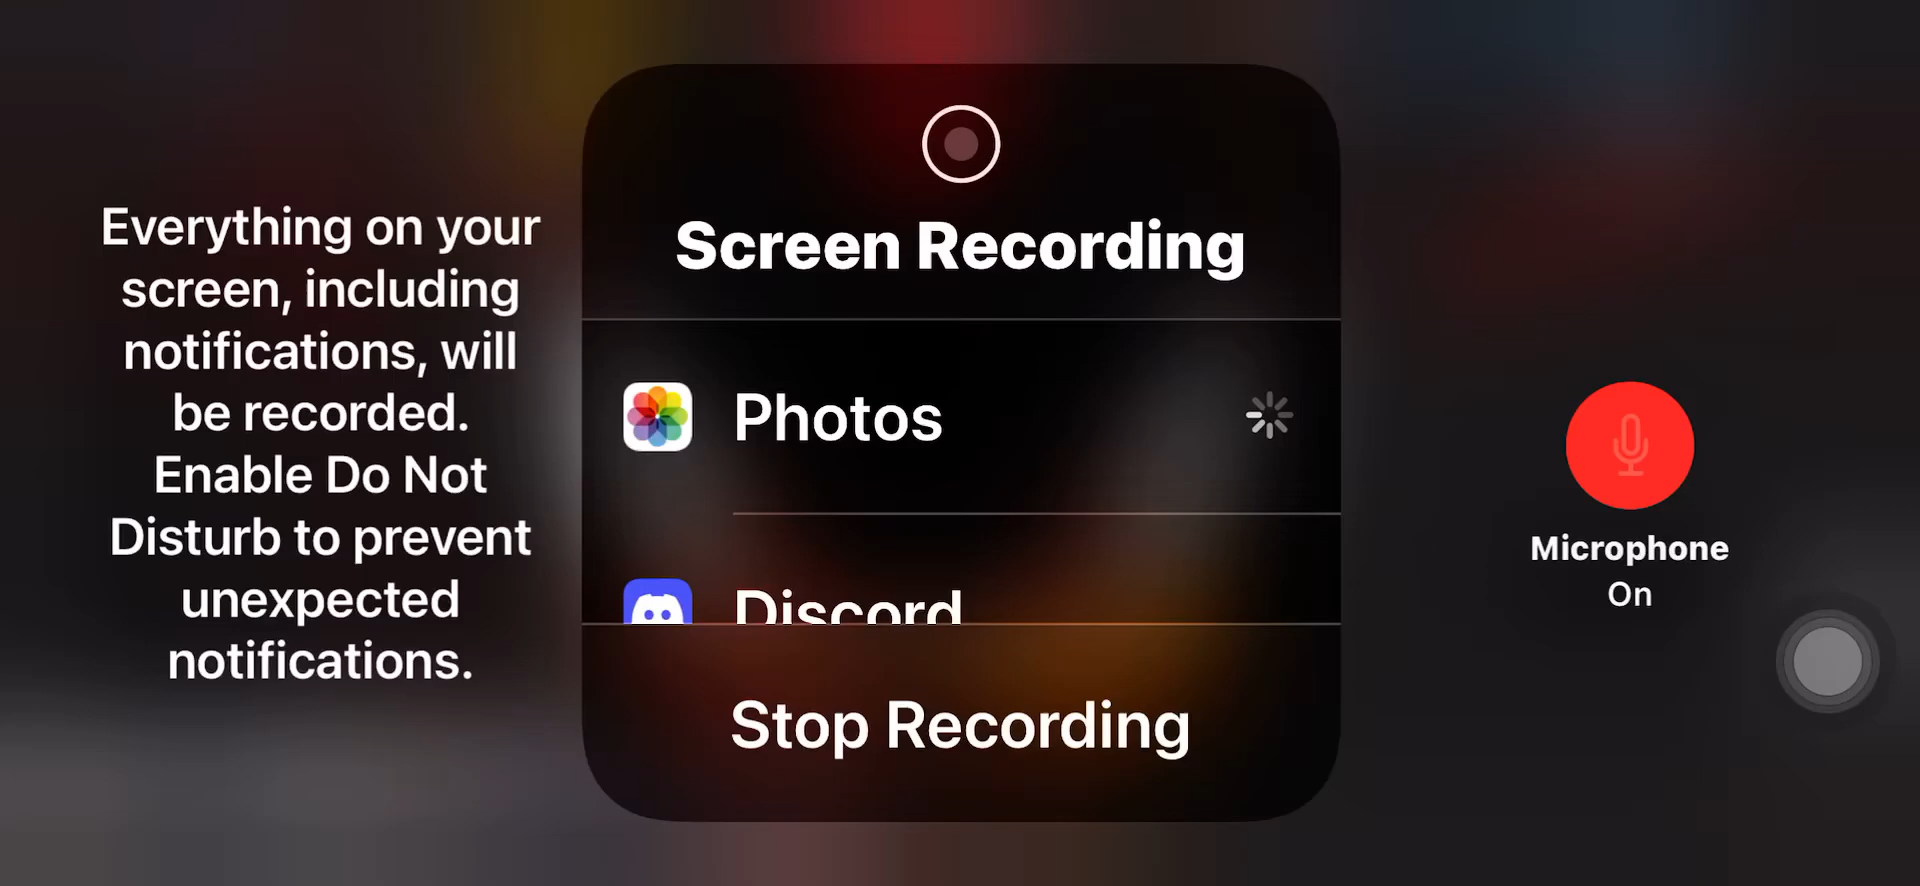 Everything on your
screen, including
notifications, will
be recorded.
Enable Do Not
Disturb to prevent
unexpected
notifications.
Screen Recording
Photos
Discord
Stop Recording
Microphone
On